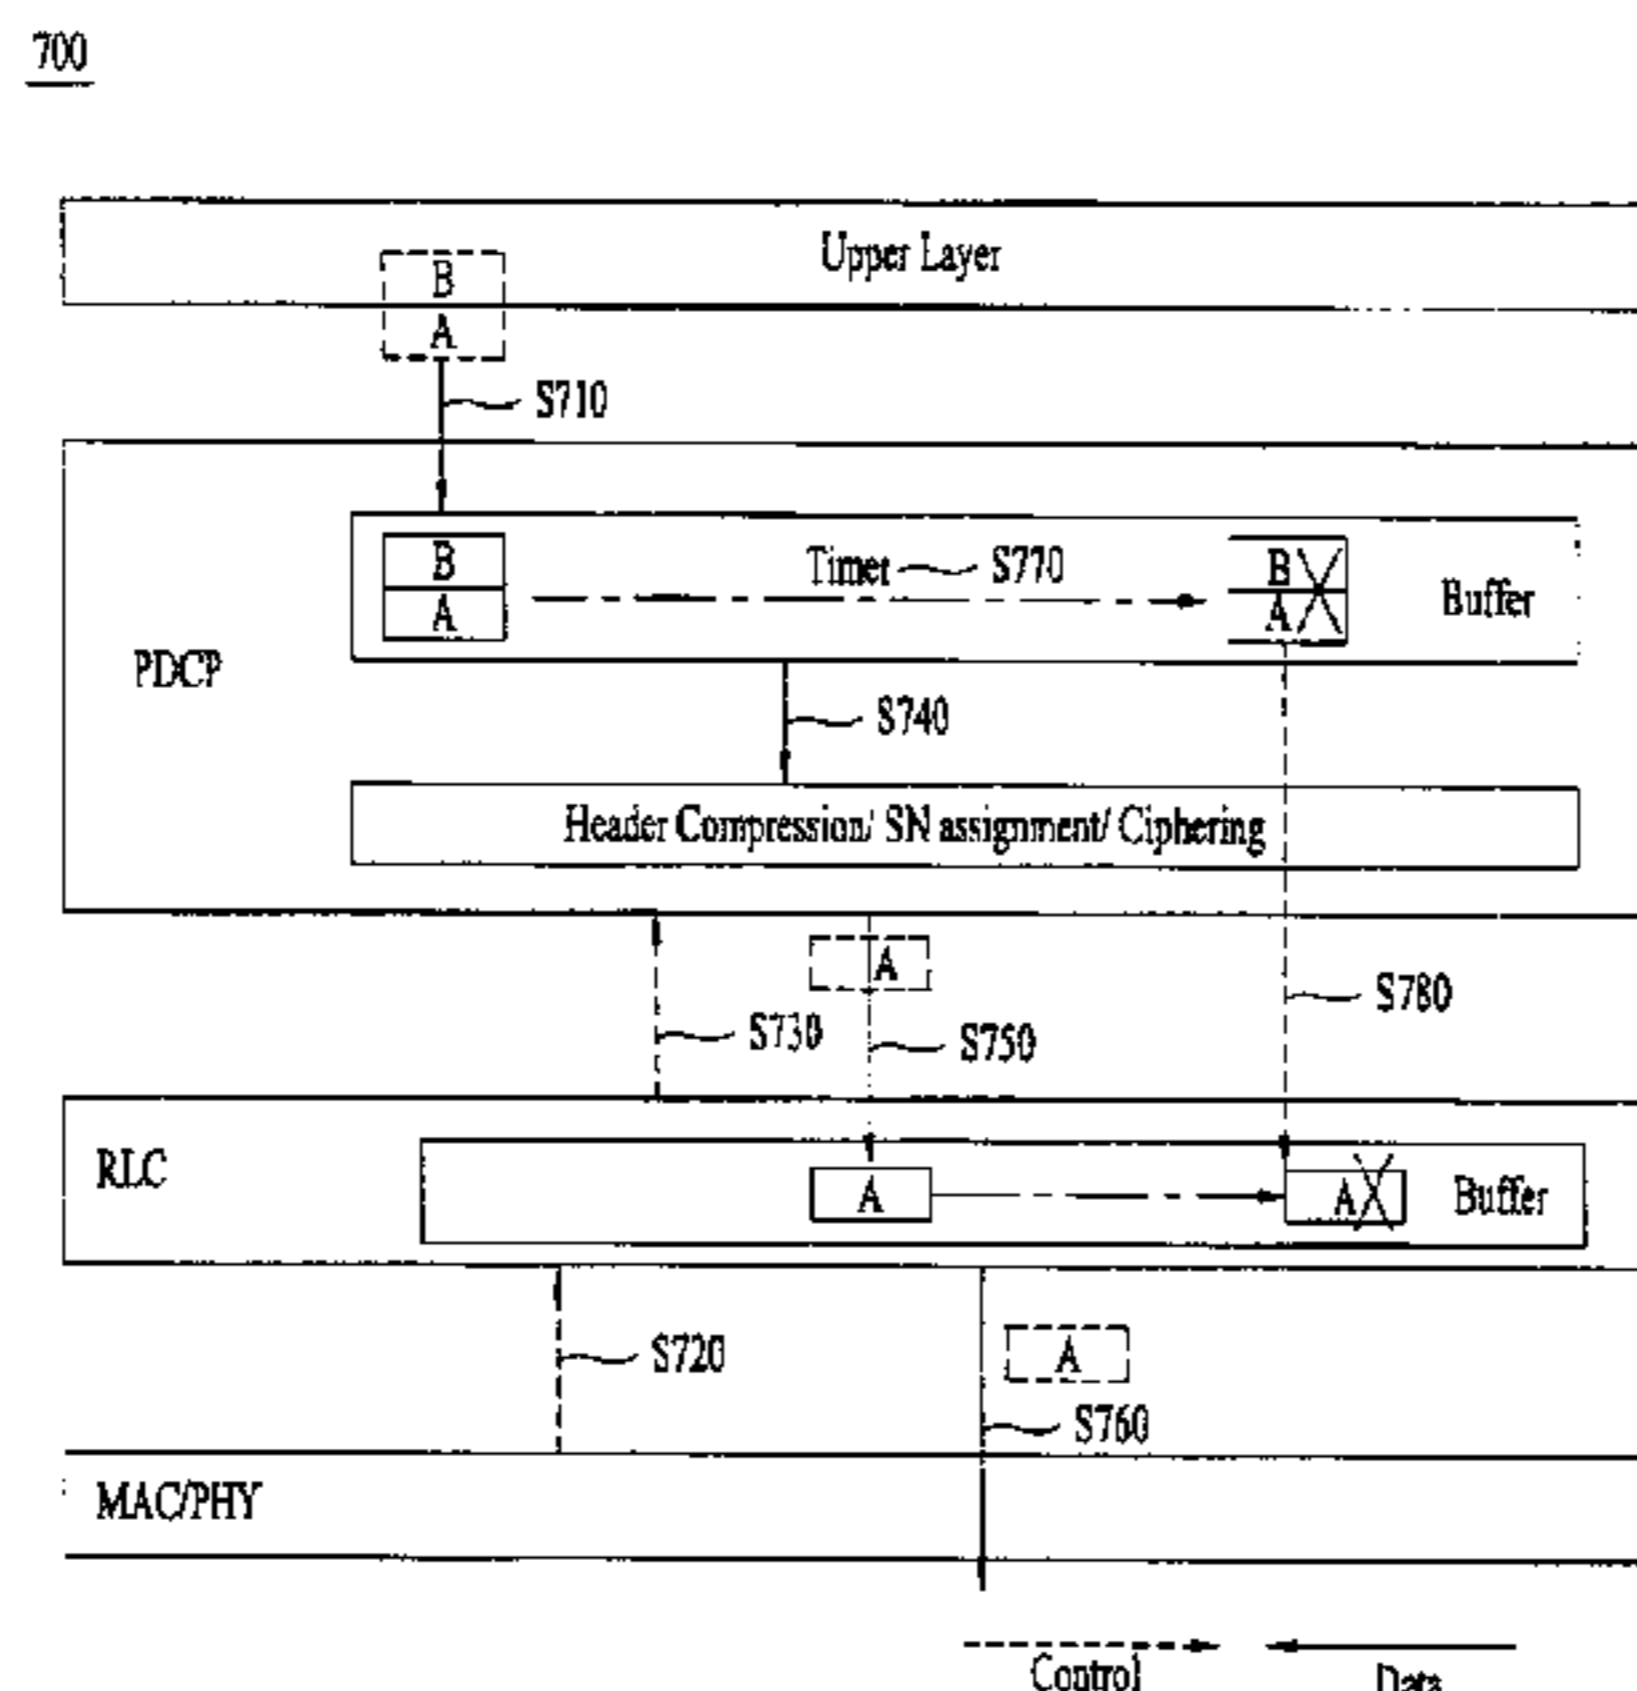 700
Upper Layer
B
A
S710
B
A
Timer S770
B
A
Buffer
PDCP
S740
Header Compression/ SN assignment/ Ciphering
A
S730
S750
S780
RLC
A
A
Buffer
S720
A
S760
MAC/PHY
Control
Data